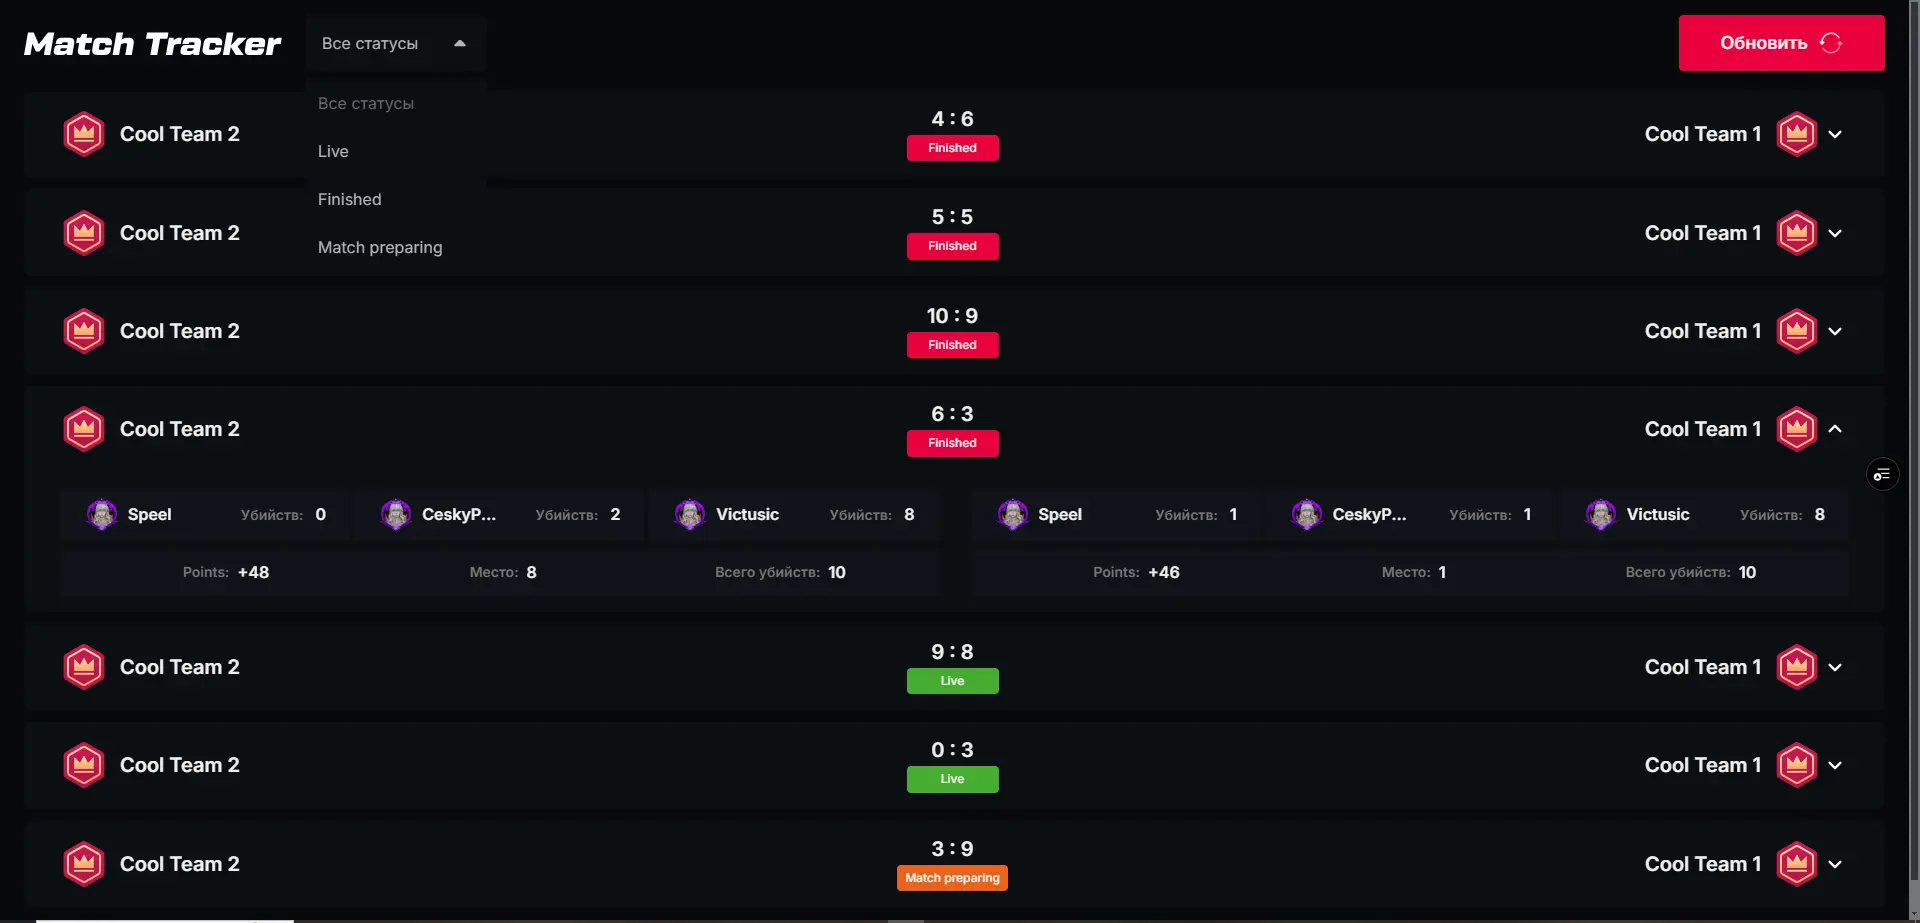 Match Tracker
Все статусы
Обновить
Все статусы
Live
Finished
Match preparing
Cool Team 2
4 : 6
Finished
Cool Team 1
Cool Team 2
5 : 5
Finished
Cool Team 1
Cool Team 2
10 : 9
Finished
Cool Team 1
Cool Team 2
6 : 3
Finished
Cool Team 1
Speel Убийств: 0 CeskyP... Убийств: 2 Victusic Убийств: 8
Points: +48 Место: 8 Всего убийств: 10
Speel Убийств: 1 CeskyP... Убийств: 1 Victusic Убийств: 8
Points: +46 Место: 1 Всего убийств: 10
Cool Team 2
9 : 8
Live
Cool Team 1
Cool Team 2
0 : 3
Live
Cool Team 1
Cool Team 2
3 : 9
Match preparing
Cool Team 1